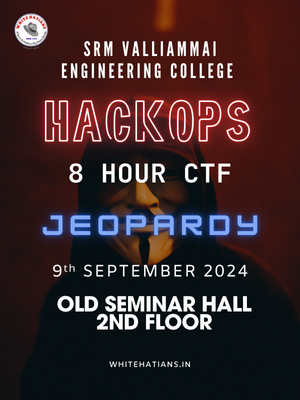 WHITEHATIANS
SRM VALLIAMMAI
ENGINEERING COLLEGE
HACKOPS
8 HOUR CTF
JEOPARDY
9th SEPTEMBER 2024
OLD SEMINAR HALL
2ND FLOOR
WHITEHATIANS.IN